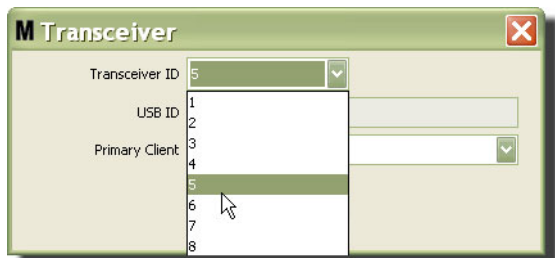 M Transceiver
Transceiver ID 5
1
USB ID
2
Primary Client 3
4
5
6
7
8